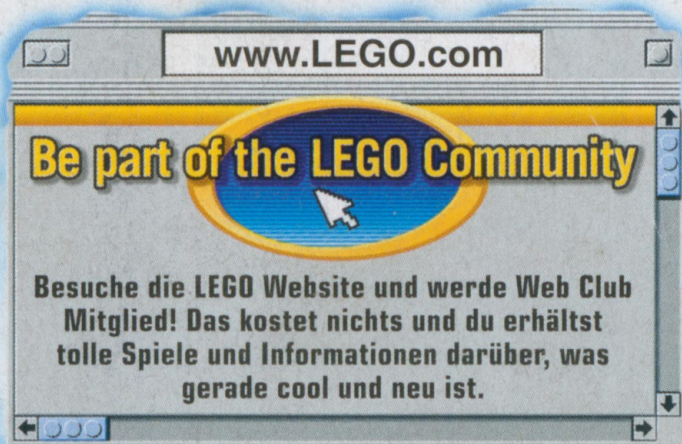 www.LEGO.com
Be part of the LEGO Community
Besuche die LEGO Website und werde Web Club
Mitglied! Das kostet nichts und du erhältst
tolle Spiele und Informationen darüber, was
gerade cool und neu ist.